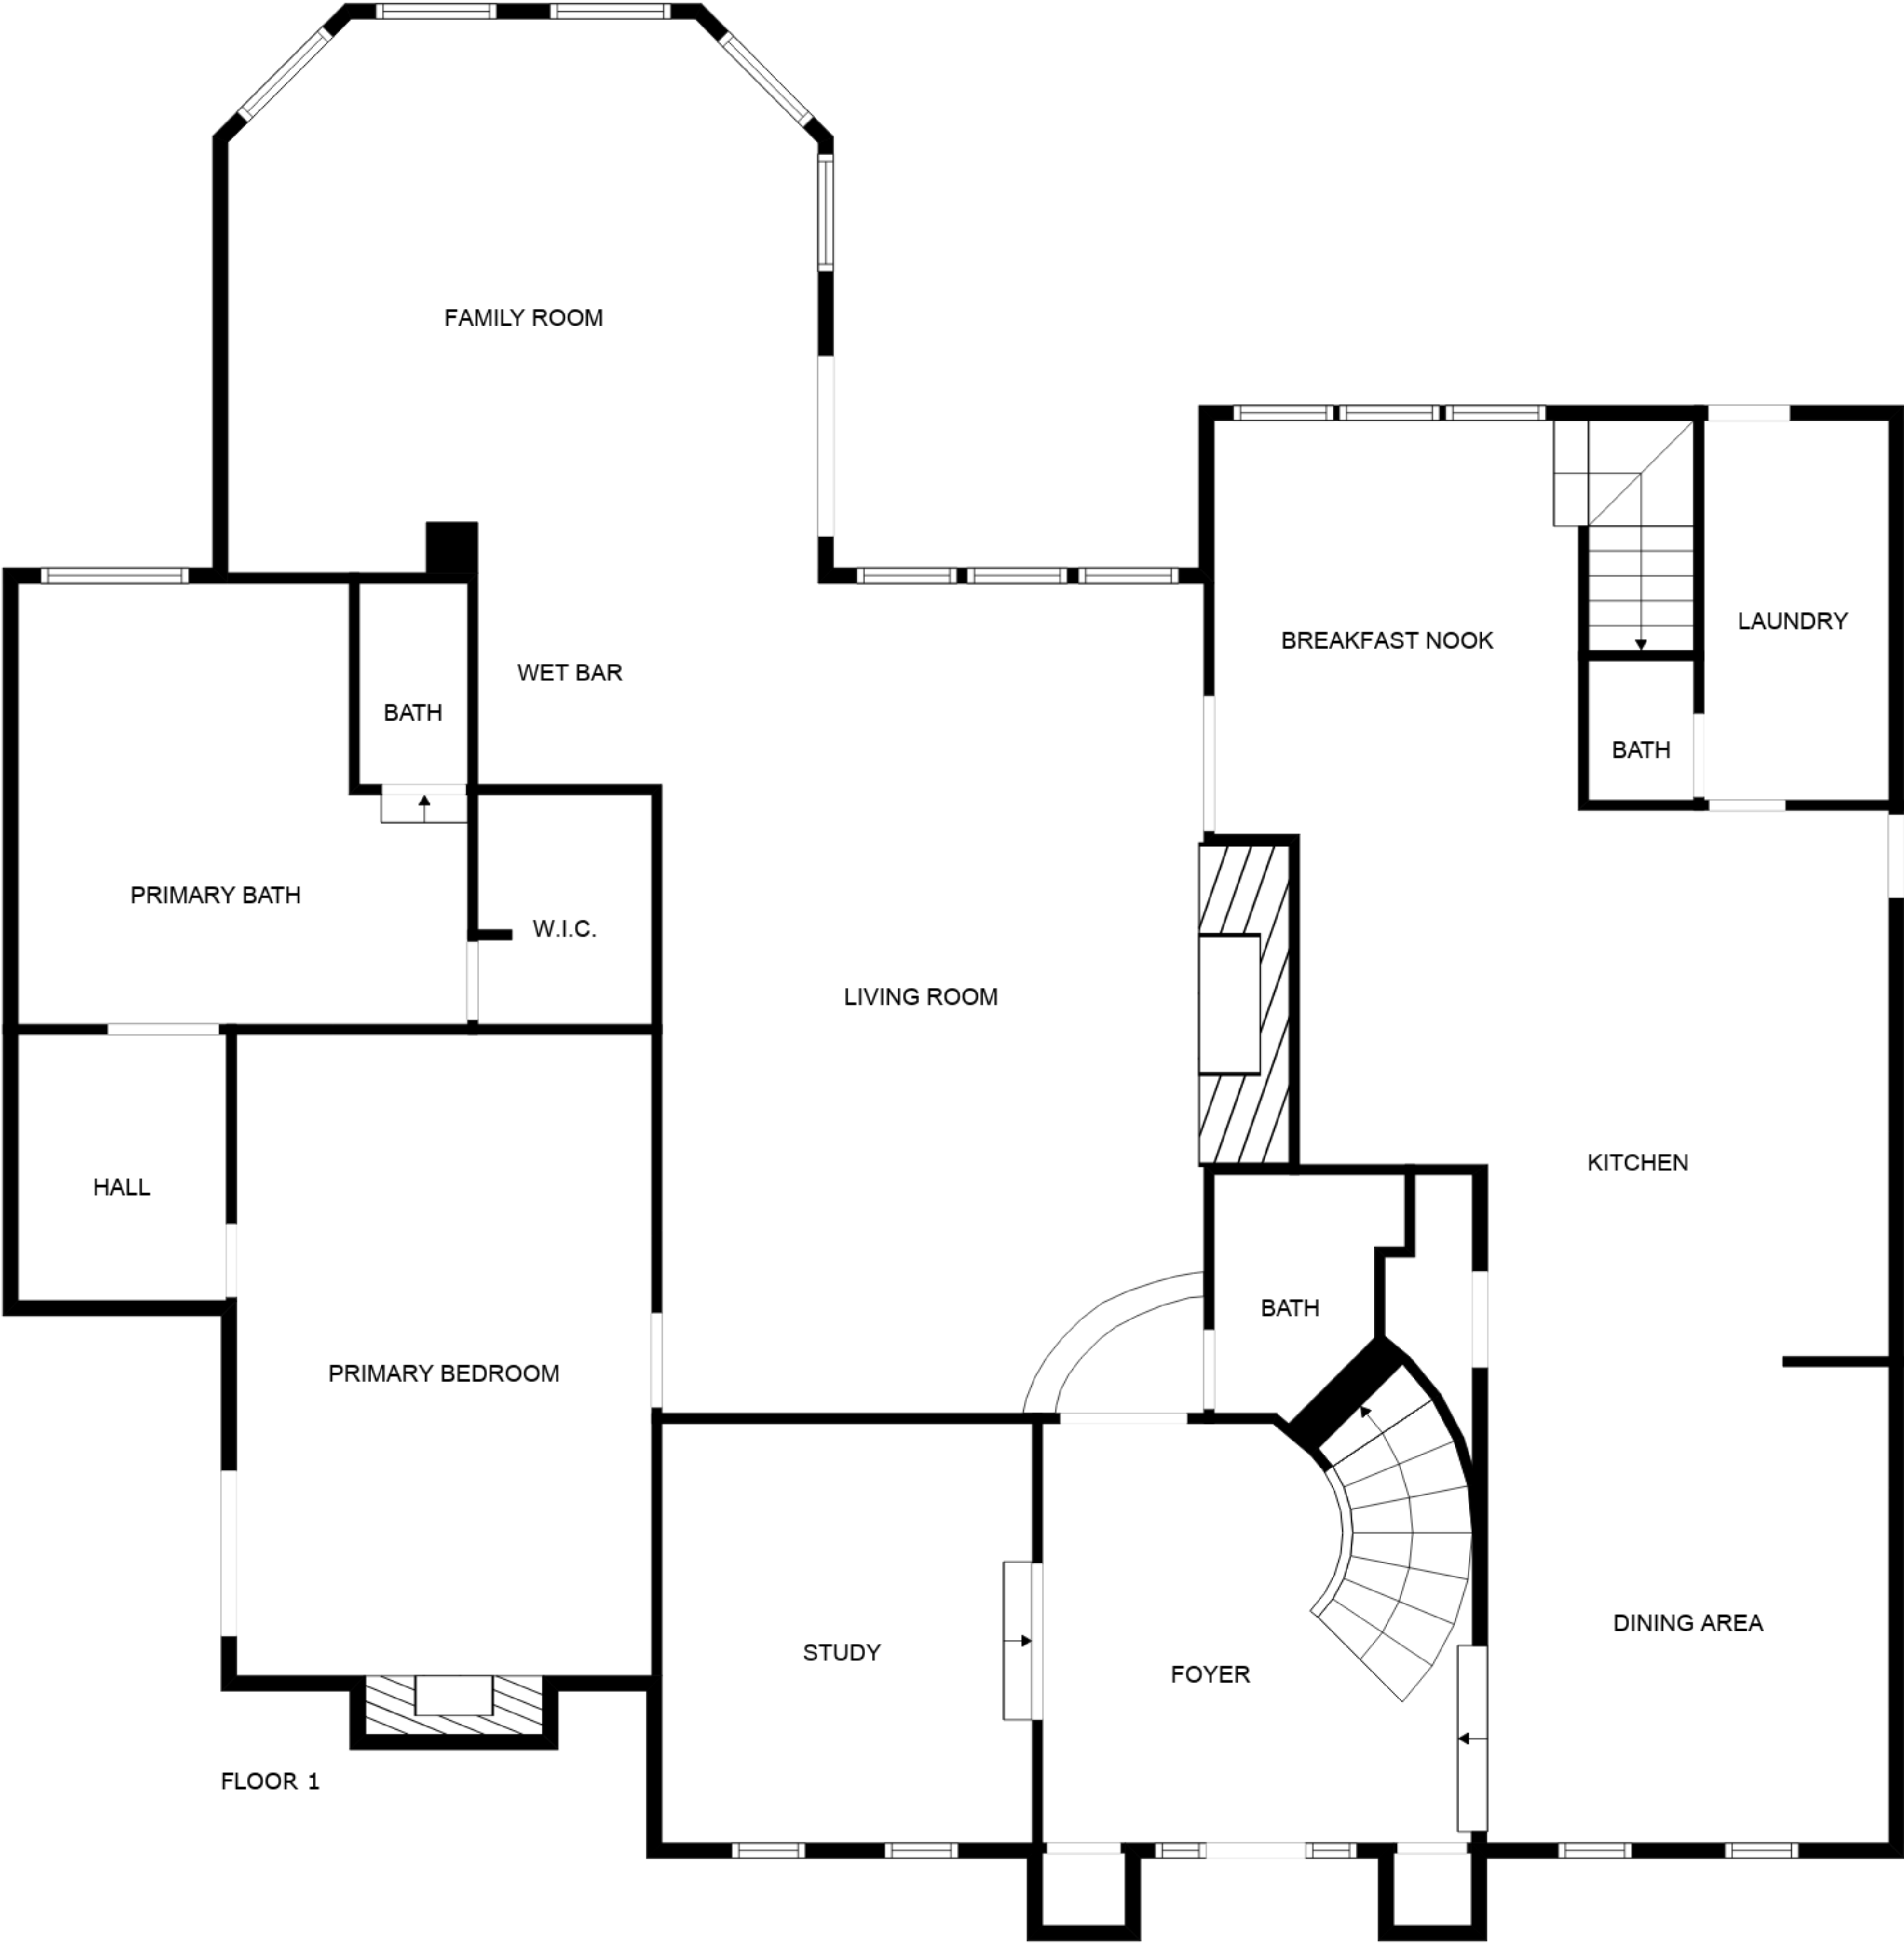 FAMILY ROOM
LAUNDRY
BREAKFAST NOOK
WET BAR
BATH
BATH
PRIMARY BATH
W.I.C.
LIVING ROOM
KITCHEN
HALL
BATH
PRIMARY BEDROOM
DINING AREA
STUDY
FOYER
FLOOR 1